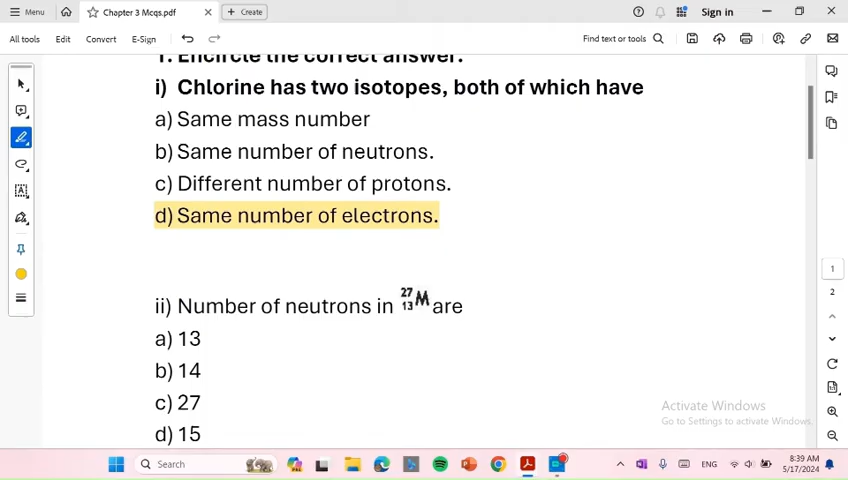 Menu
Chapter 3 Mcqs.pdf
Create
Sign in
All tools
Edit
Convert
E-Sign
Find text or tools
1. Encircle the correct answer.
i) Chlorine has two isotopes, both of which have
a) Same mass number
b) Same number of neutrons.
c) Different number of protons.
d) Same number of electrons.
ii) Number of neutrons in 27 13 M are
a) 13
b) 14
c) 27
d) 15
1
2
Activate Windows
Go to Settings to activate Windows.
Search
ENG
8:39 AM
5/17/2024